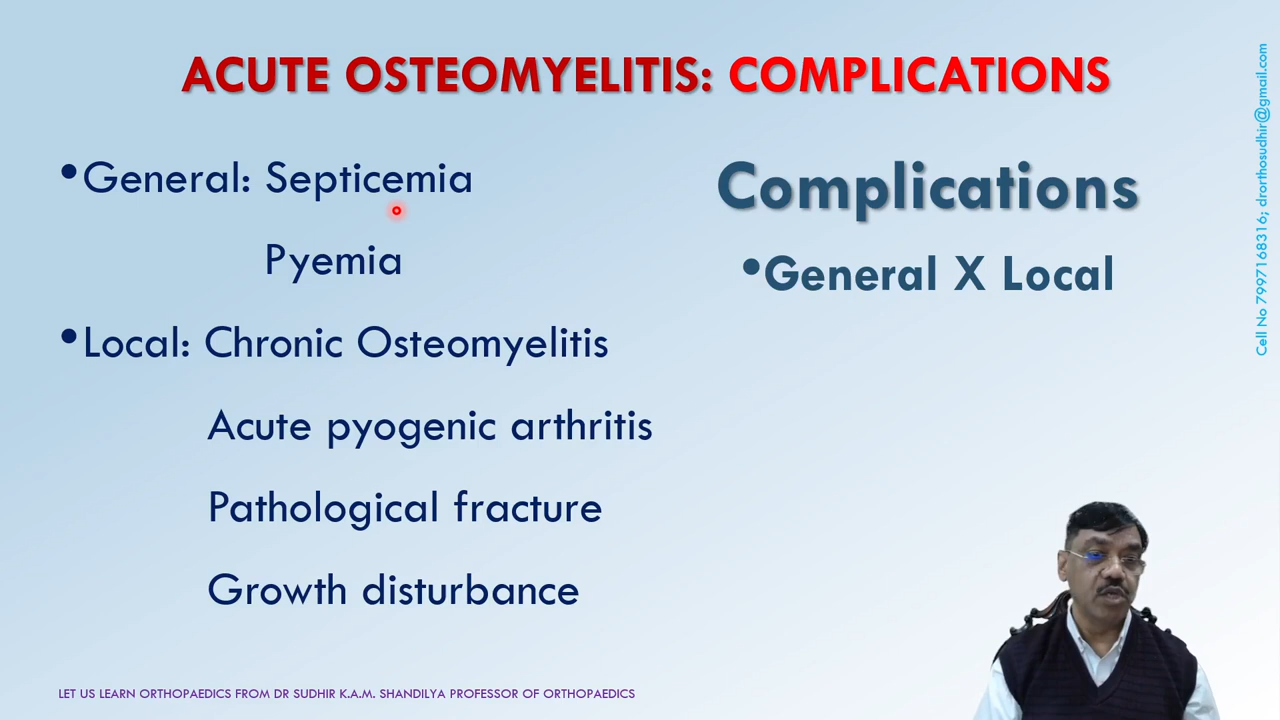 ACUTE OSTEOMYELITIS: COMPLICATIONS
•General: Septicemia
Pyemia
•Local: Chronic Osteomyelitis
Acute pyogenic arthritis
Pathological fracture
Growth disturbance
Complications
•General X Local
Cell No 7997168316; drorthosudhir@gmail.com
LET US LEARN ORTHOPAEDICS FROM DR SUDHIR K.A.M. SHANDILYA PROFESSOR OF ORTHOPAEDICS